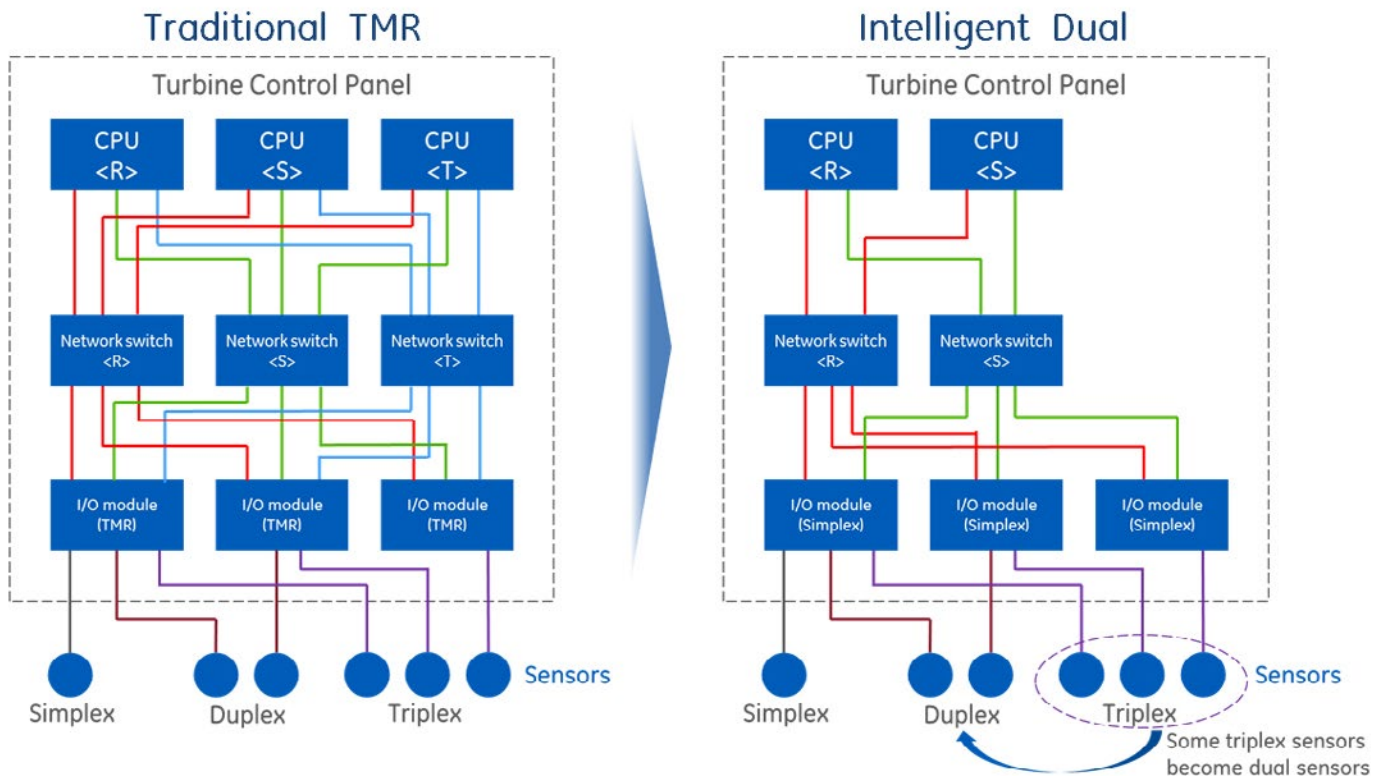 Traditional TMR
Turbine Control Panel
CPU
<R>
CPU
<S>
CPU
<T>
Network switch
<R>
Network switch
<S>
Network switch
<T>
I/O module
(TMR)
I/O module
(TMR)
I/O module
(TMR)
Sensors
Simplex
Duplex
Triplex
Intelligent Dual
Turbine Control Panel
CPU
<R>
CPU
<S>
Network switch
<R>
Network switch
<S>
I/O module
(Simplex)
I/O module
(Simplex)
I/O module
(Simplex)
Sensors
Simplex
Duplex
Triplex
Some triplex sensors
become dual sensors